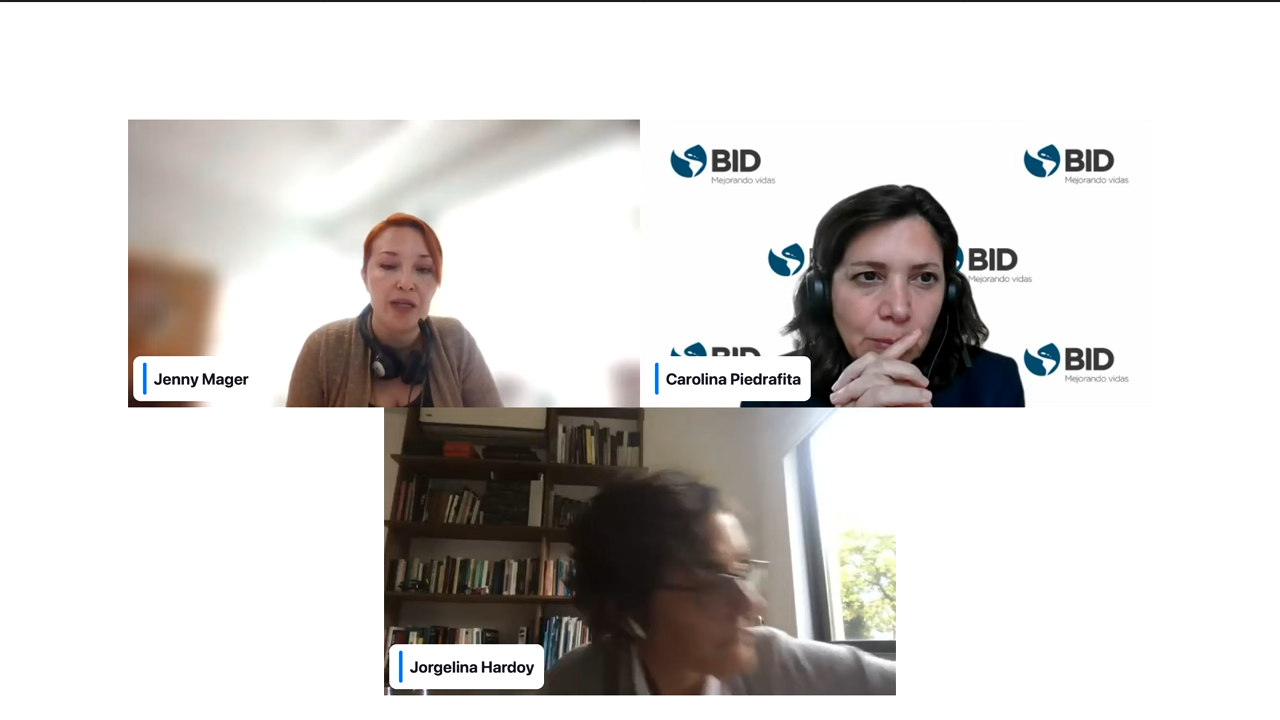 BID
Mejorando vidas
BID
Mejorando vidas
BID
Mejorando vidas
BID
BID
Mejorando vidas
Jenny Mager
Carolina Piedrafita
Jorgelina Hardoy